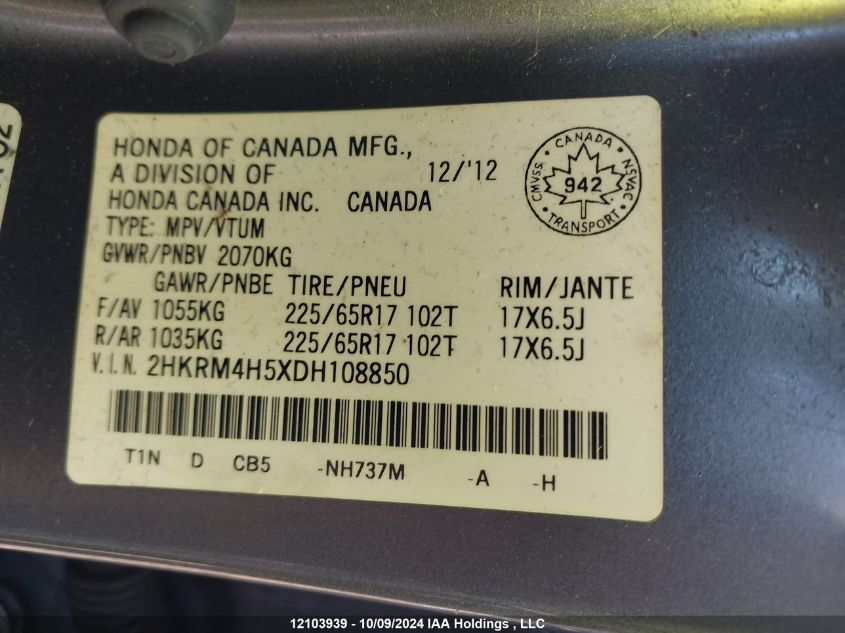 HONDA OF CANADA MFG.,
A DIVISION OF 12/'12
HONDA CANADA INC. CANADA
TYPE: MPV/VTUM
GVWR/PNBV 2070KG
GAWR/PNBE TIRE/PNEU RIM/JANTE
F/AV 1055KG 225/65R17 102T 17X6.5J
R/AR 1035KG 225/65R17 102T 17X6.5J
V.I.N. 2HKRM4H5XDH108850
T1N D CB5 -NH737M -A -H
CANADA
CMVSS 942 NSVAC
TRANSPORT
12103939 - 10/09/2024 IAA Holdings , LLC